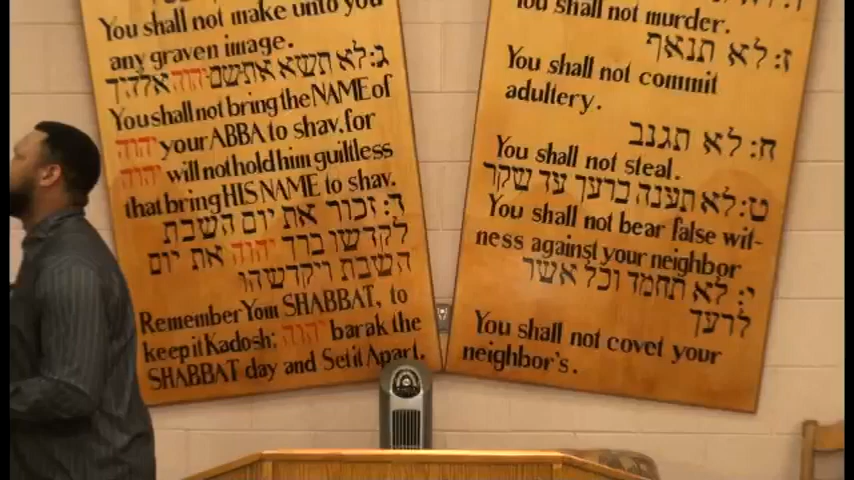 You shall not make unto you
any graven image.
ג: לא תשא את שם יהוה אלהיך
You shall not bring the NAME of
יהוה your ABBA to shav, for
יהוה will not hold him guiltless
that bring HIS NAME to shav.
ד: זכור את יום השבת
לקדשו ברך יהוה את יום
השבת ויקדשהו
Remember Yom SHABBAT, to
keep it Kadosh; יהוה barak the
SHABBAT day and Set it Apart.
You shall not murder.
ז: לא תנאף
You shall not commit
adultery.
ח: לא תגנב
You shall not steal.
ט: לא תענה ברעך עד שקר
You shall not bear false wit-
ness against your neighbor
י: לא תחמד וכל אשר
לרעך
You shall not covet your
neighbor's.